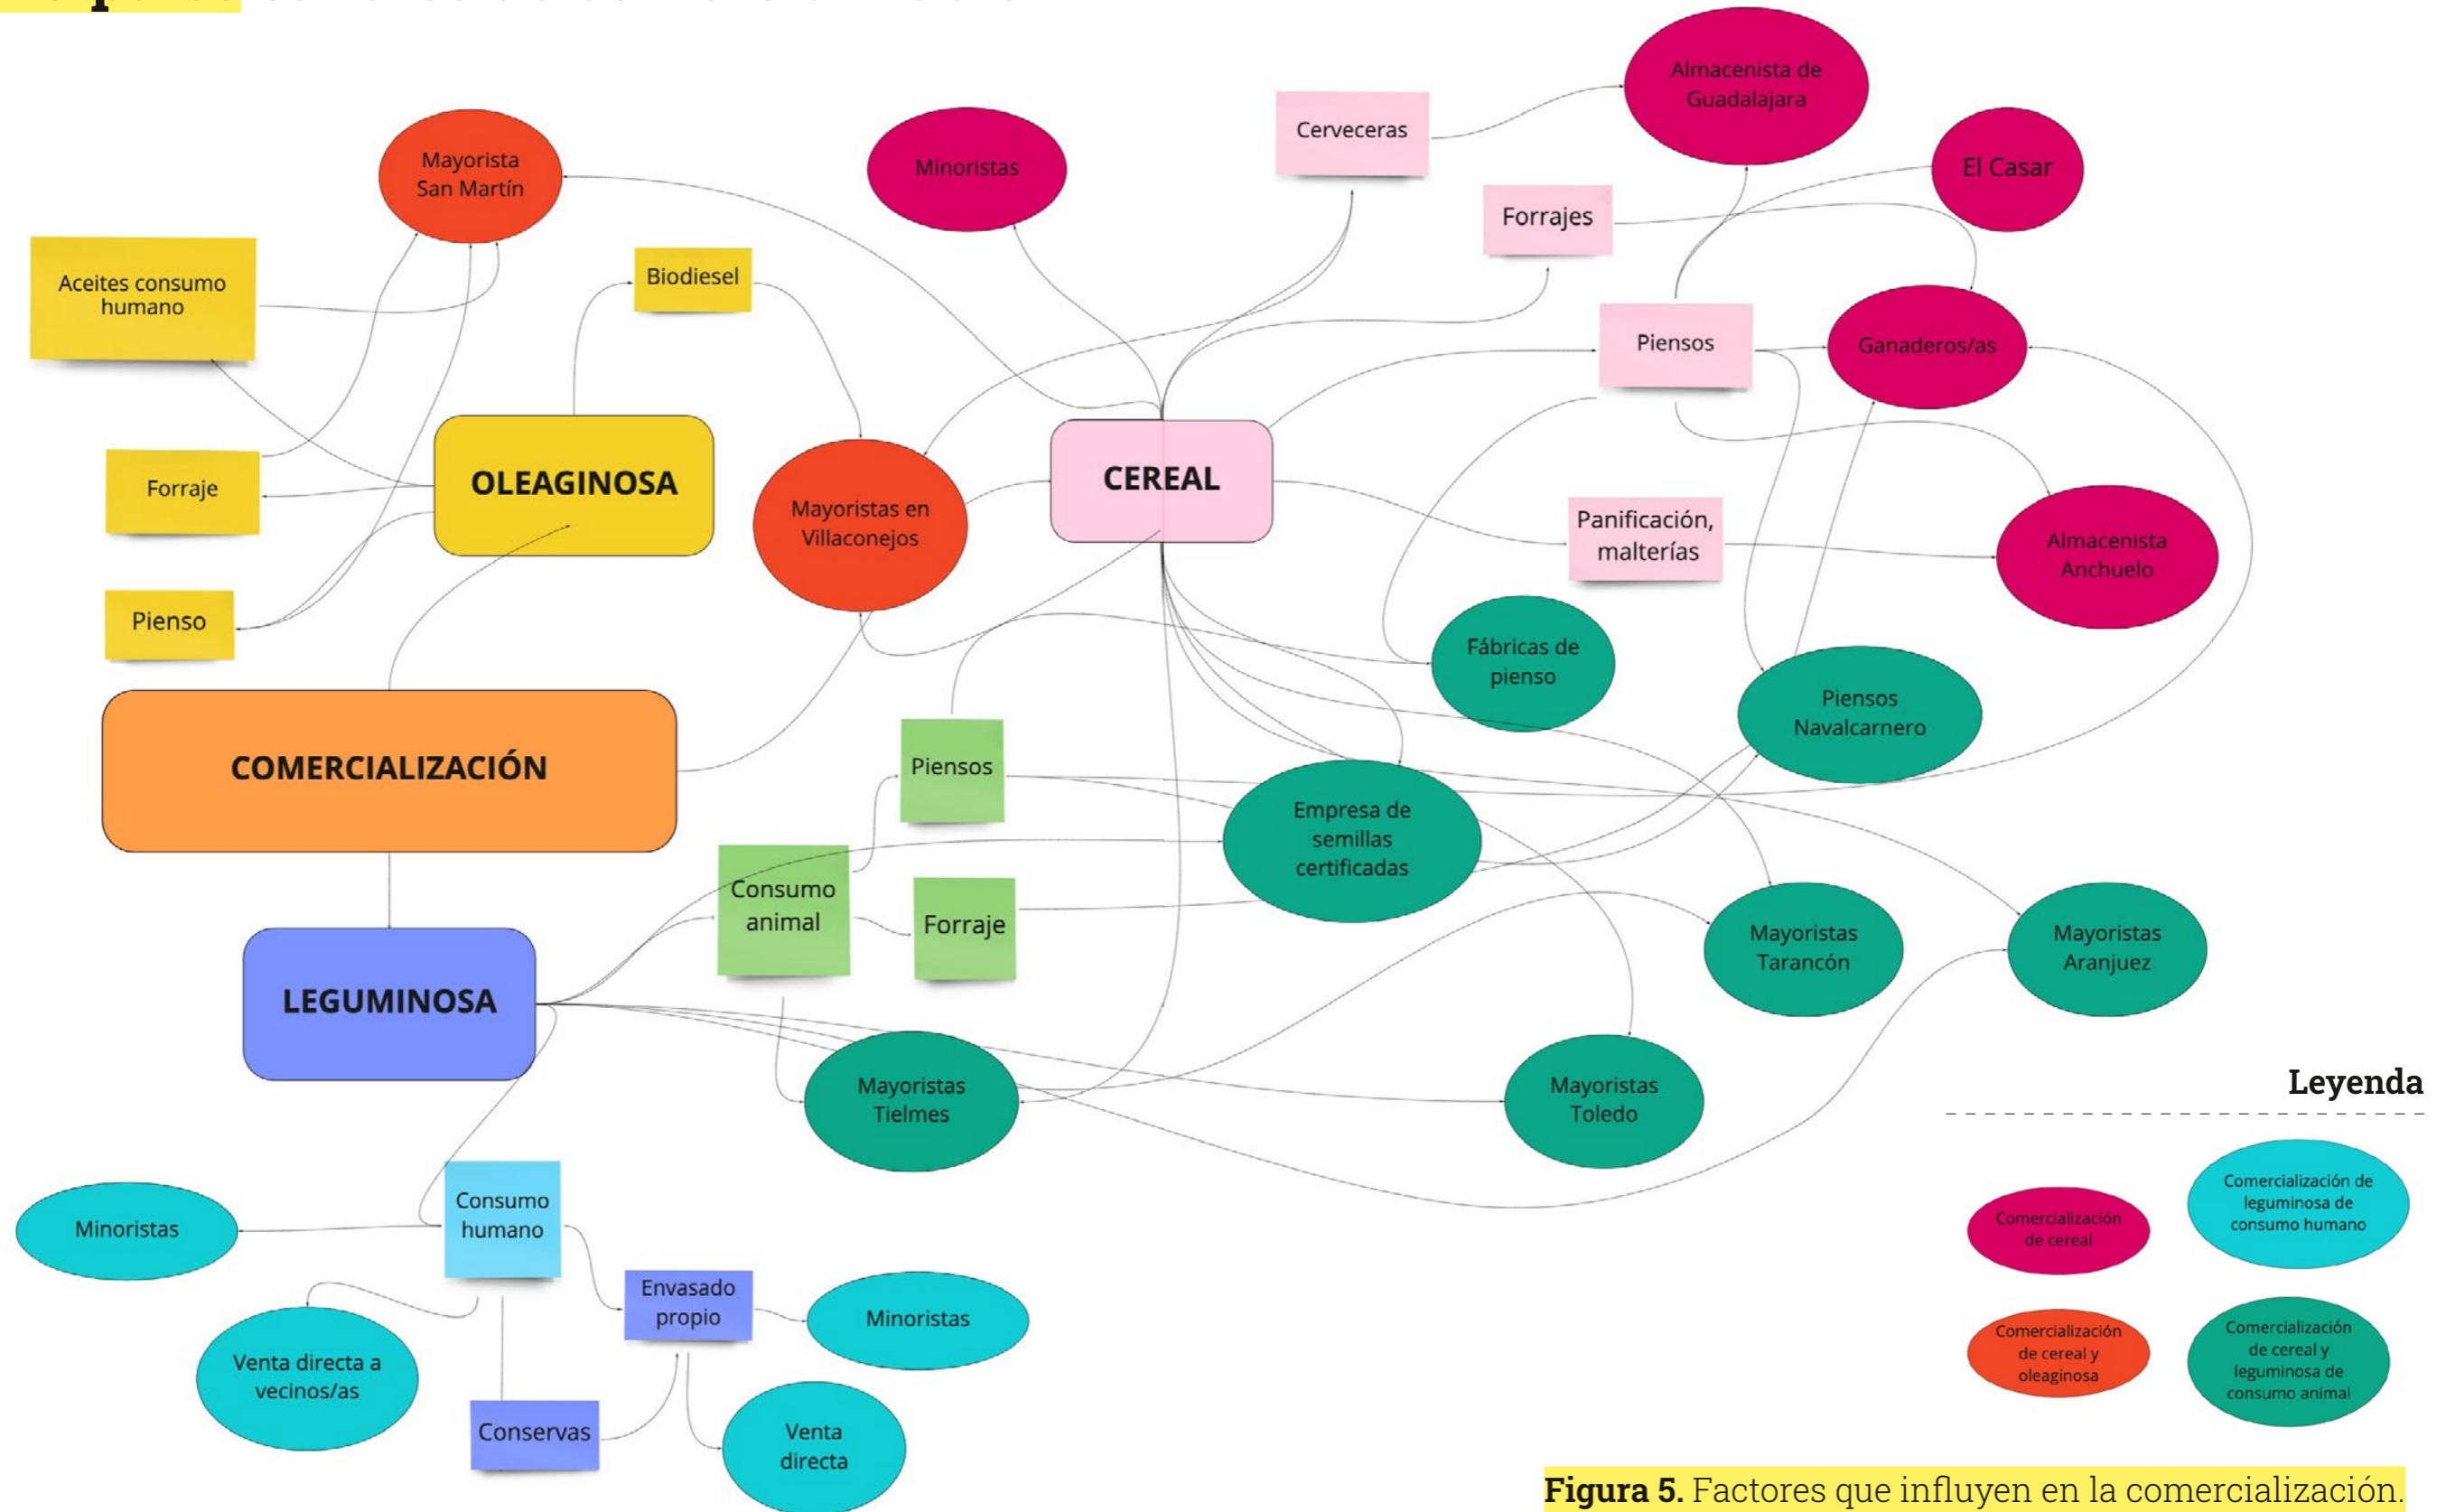 Almacenista de
Guadalajara
Cerveceras
El Casar
Mayorista
San Martín
Minoristas
Forrajes
Aceites consumo
humano
Biodiesel
Piensos
Ganaderos/as
Forraje
OLEAGINOSA
Mayoristas en
Villaconejos
CEREAL
Panificación,
malterías
Almacenista
Anchuelo
Pienso
Fábricas de
pienso
Piensos
Navalcarnero
COMERCIALIZACIÓN
Piensos
Empresa de
semillas
certificadas
Consumo
animal
Forraje
Mayoristas
Tarancón
Mayoristas
Aranjuez
LEGUMINOSA
Mayoristas
Tielmes
Mayoristas
Toledo
Leyenda
Comercialización
de cereal
Comercialización de
leguminosa de
consumo humano
Comercialización
de cereal y
oleaginosa
Comercialización
de cereal y
leguminosa de
consumo animal
Minoristas
Consumo
humano
Envasado
propio
Minoristas
Venta directa a
vecinos/as
Conservas
Venta
directa
Figura 5. Factores que influyen en la comercialización.